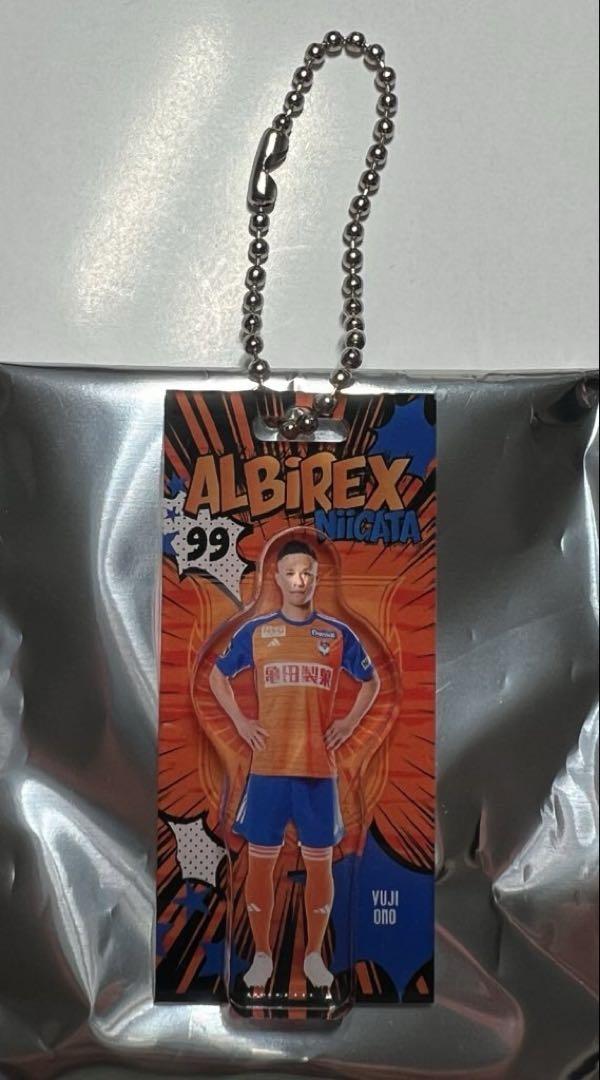 ALBiREX
NiiGATA
99
亀田製菓
YUJI
ONO